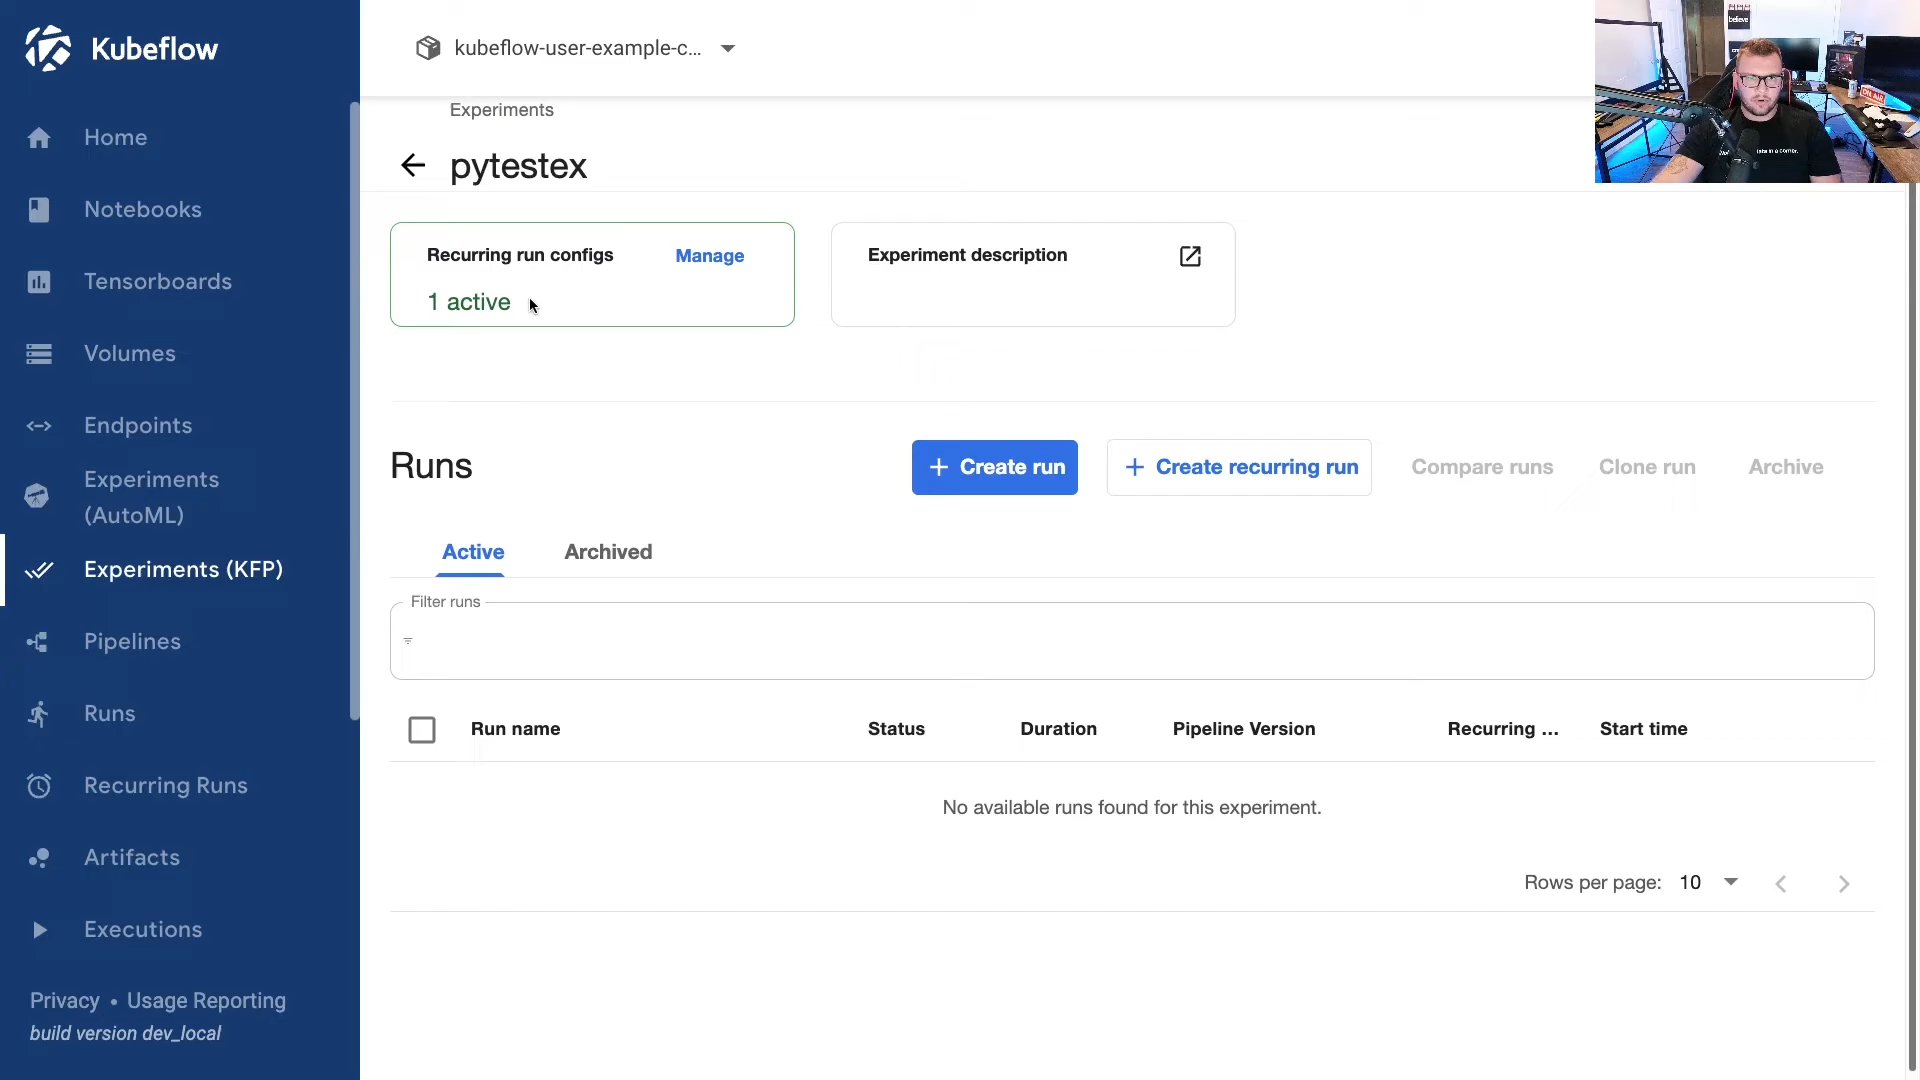 Kubeflow
kubeflow-user-example-c...
Home
Notebooks
Tensorboards
Volumes
Endpoints
Experiments
(AutoML)
Experiments (KFP)
Pipelines
Runs
Recurring Runs
Artifacts
Executions
Privacy • Usage Reporting
build version dev_local
Experiments
pytestex
Recurring run configs Manage
1 active
Experiment description
Runs
+ Create run
+ Create recurring run
Compare runs
Clone run
Archive
Active
Archived
Filter runs
Run name Status Duration Pipeline Version Recurring ... Start time
No available runs found for this experiment.
Rows per page: 10
believe
ON AIR